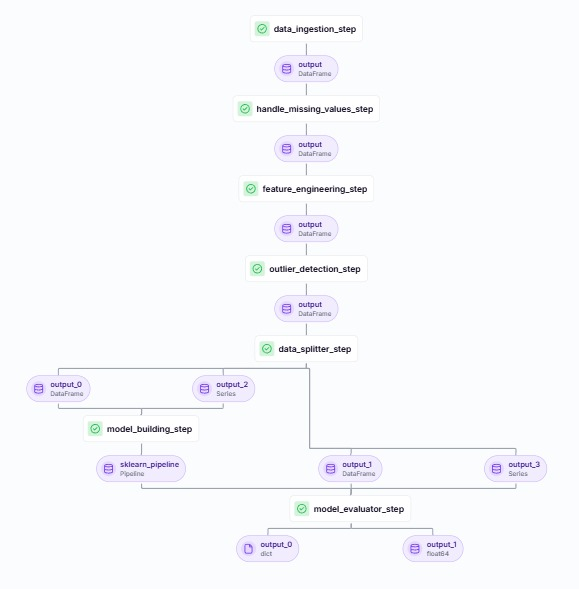 data_ingestion_step
output
DataFrame
handle_missing_values_step
output
DataFrame
feature_engineering_step
output
DataFrame
outlier_detection_step
output
DataFrame
data_splitter_step
output_0
DataFrame
output_2
Series
model_building_step
sklearn_pipeline
Pipeline
output_1
DataFrame
output_3
Series
model_evaluator_step
output_0
dict
output_1
float64